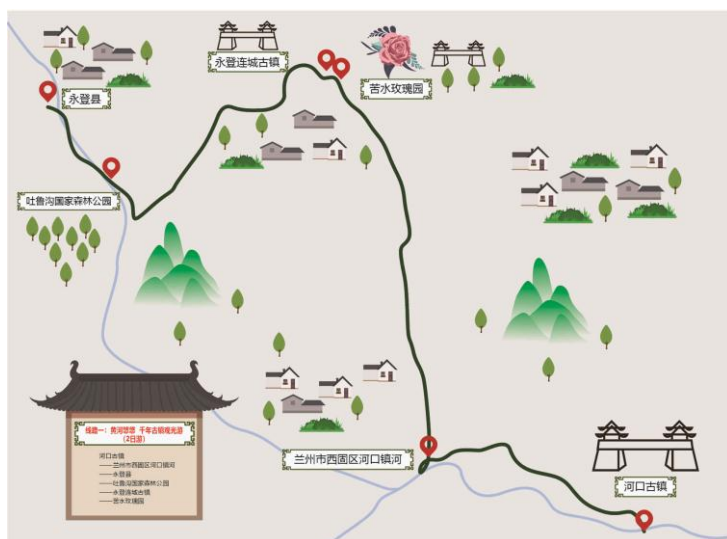 永登连城古镇
苦水玫瑰园
永登县
吐鲁沟国家森林公园
兰州市西固区河口镇河
河口古镇
线路一：黄河悠悠 千年古镇观光游
（2日游）
河口古镇
——兰州市西固区河口镇河
——永登县
——吐鲁沟国家森林公园
——永登连城古镇
——苦水玫瑰园